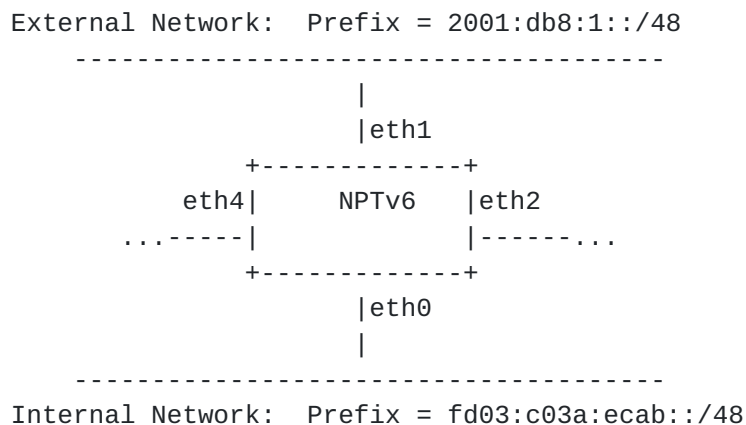 External Network:  Prefix = 2001:db8:1::/48
    --------------------------------------
                      |
                      |eth1
               +-------------+
           eth4|     NPTv6   |eth2
       ...-----|             |------...
               +-------------+
                      |eth0
                      |
    --------------------------------------
Internal Network:  Prefix = fd03:c03a:ecab::/48